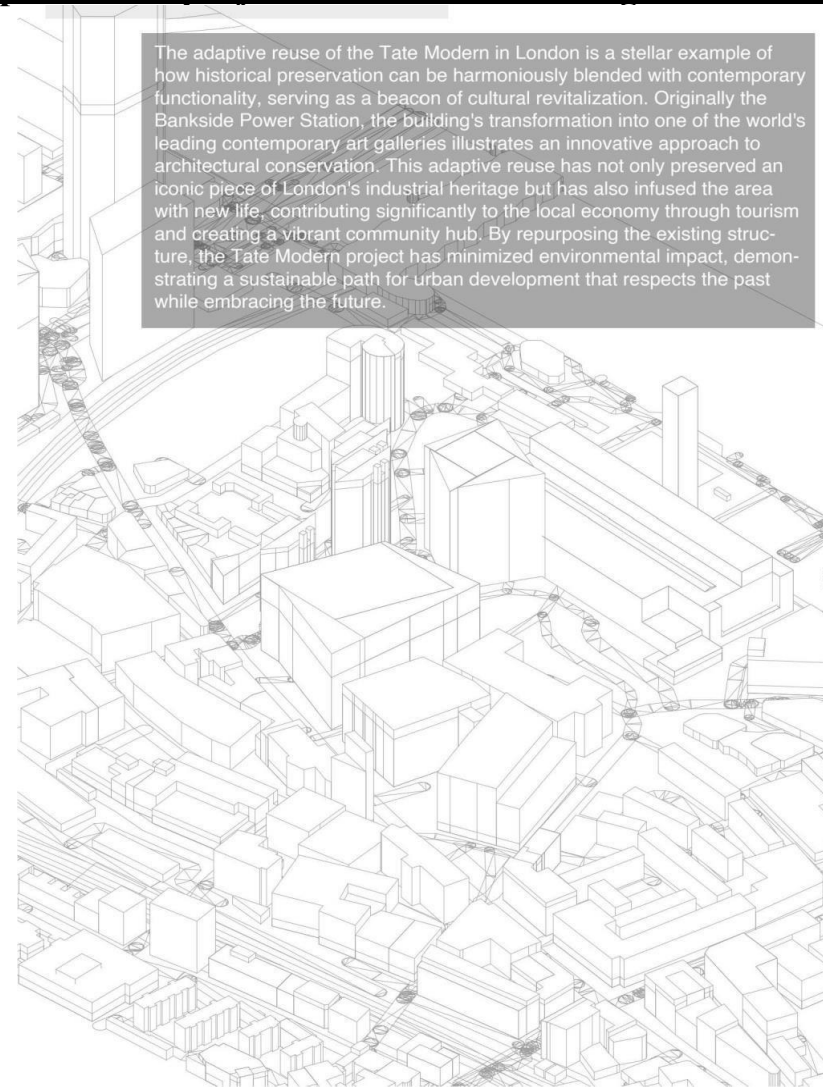 The adaptive reuse of the Tate Modern in London is a stellar example of
how historical preservation can be harmoniously blended with contemporary
functionality, serving as a beacon of cultural revitalization. Originally the
Bankside Power Station, the building's transformation into one of the world's
leading contemporary art galleries illustrates an innovative approach to
architectural conservation. This adaptive reuse has not only preserved an
iconic piece of London's industrial heritage but has also infused the area
with new life, contributing significantly to the local economy through tourism
and creating a vibrant community hub. By repurposing the existing struc-
ture, the Tate Modern project has minimized environmental impact, demon-
strating a sustainable path for urban development that respects the past
while embracing the future.